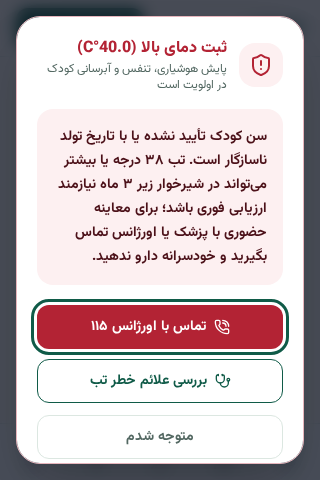 ثبت دمای بالا (40.0°C)
پایش هوشیاری، تنفس و آبرسانی کودک
در اولویت است
سن کودک تأیید نشده یا با تاریخ تولد
ناسازگار است. تب ۳۸ درجه یا بیشتر
می‌تواند در شیرخوار زیر ۳ ماه نیازمند
ارزیابی فوری باشد؛ برای معاینه
حضوری با پزشک یا اورژانس تماس
بگیرید و خودسرانه دارو ندهید.
تماس با اورژانس ۱۱۵
بررسی علائم خطر تب
متوجه شدم